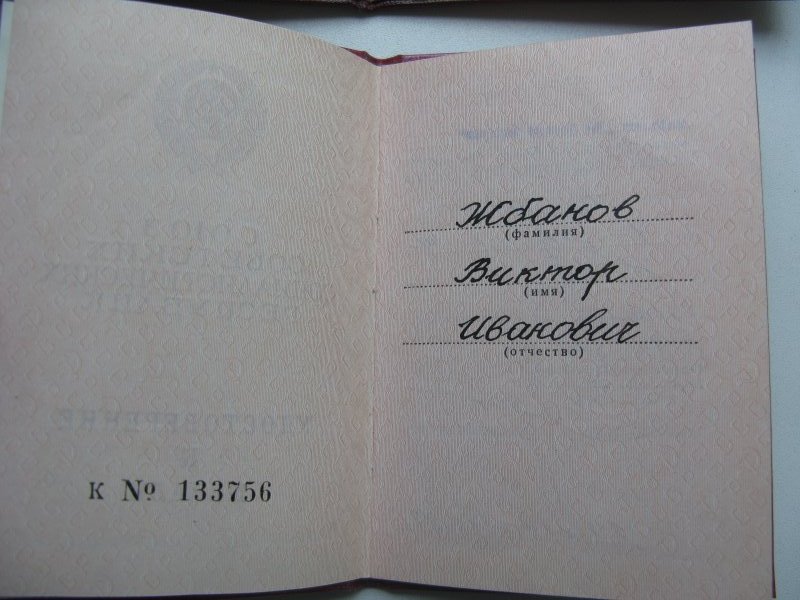 к № 133756
Жбанов
(фамилия)
Виктор
(имя)
Иванович
(отчество)